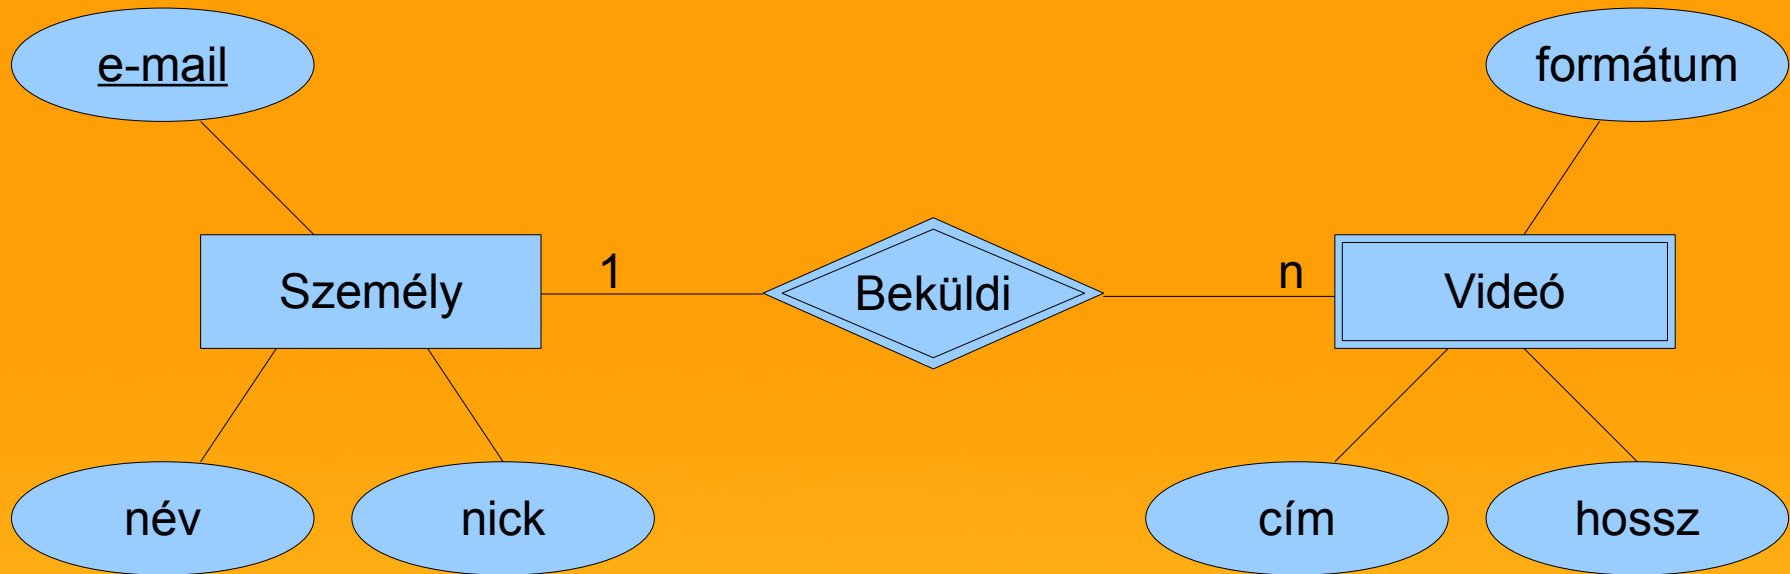 e-mail
formátum
Személy
1
Beküldi
n
Videó
név
nick
cím
hossz